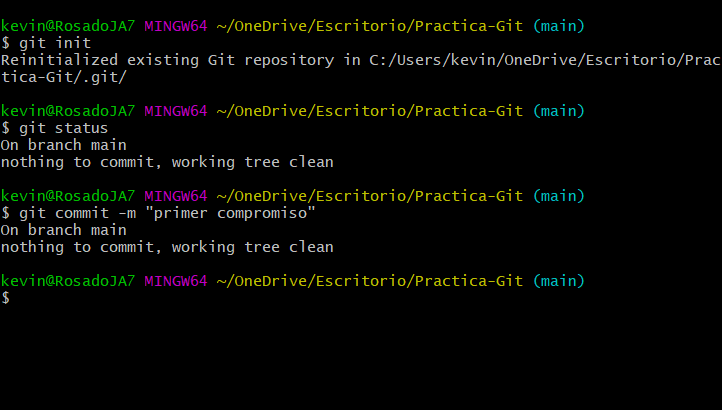 kevin@RosadoJA7 MINGW64 ~/OneDrive/Escritorio/Practica-Git (main)
$ git init
Reinitialized existing Git repository in C:/Users/kevin/OneDrive/Escritorio/Prac
tica-Git/.git/
kevin@RosadoJA7 MINGW64 ~/OneDrive/Escritorio/Practica-Git (main)
$ git status
On branch main
nothing to commit, working tree clean
kevin@RosadoJA7 MINGW64 ~/OneDrive/Escritorio/Practica-Git (main)
$ git commit -m "primer compromiso"
On branch main
nothing to commit, working tree clean
kevin@RosadoJA7 MINGW64 ~/OneDrive/Escritorio/Practica-Git (main)
$